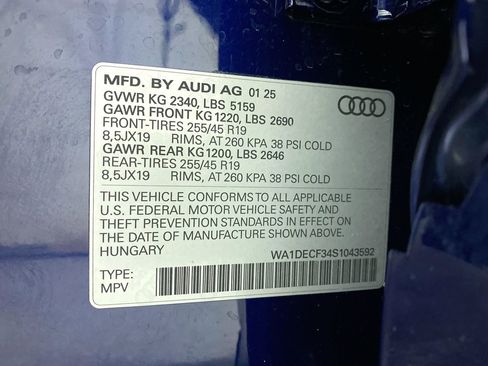 MFD. BY AUDI AG 01 25
GVWR KG 2340, LBS 5159
GAWR FRONT KG 1220, LBS 2690
FRONT-TIRES 255/45 R19
8,5JX19 RIMS, AT 260 KPA 38 PSI COLD
GAWR REAR KG 1200, LBS 2646
REAR-TIRES 255/45 R19
8,5JX19 RIMS, AT 260 KPA 38 PSI COLD
THIS VEHICLE CONFORMS TO ALL APPLICABLE
U.S. FEDERAL MOTOR VEHICLE SAFETY AND
THEFT PREVENTION STANDARDS IN EFFECT ON
THE DATE OF MANUFACTURE SHOWN ABOVE.
HUNGARY WA1DECF34S1043592
TYPE:
MPV